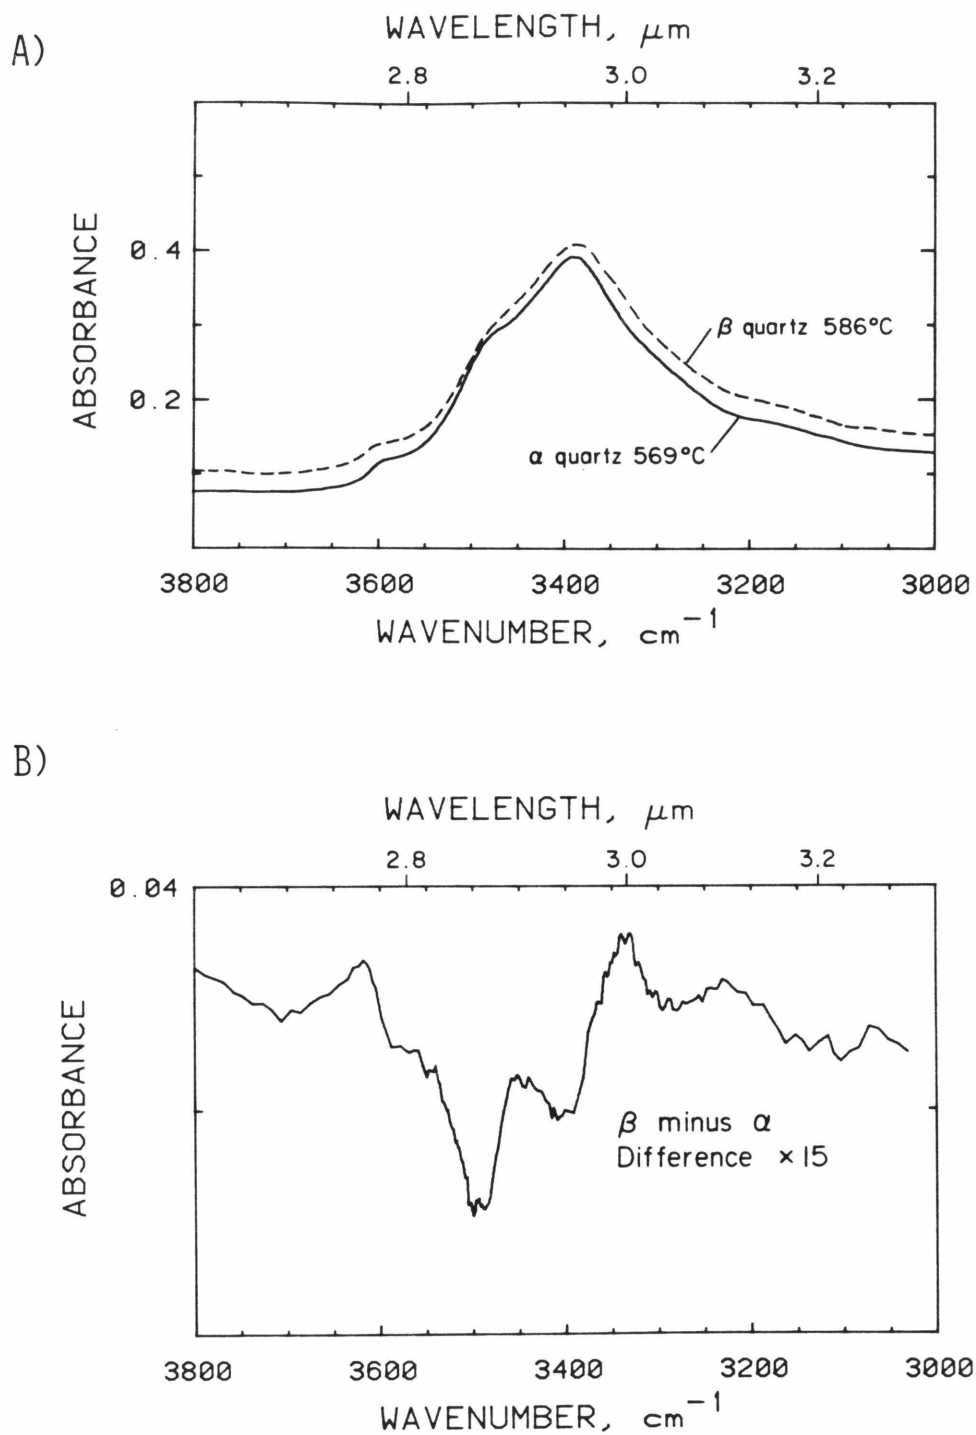 A)
WAVELENGTH, μm
2.8 3.0 3.2
ABSORBANCE
0.4
0.2
β quartz 586°C
α quartz 569°C
3800 3600 3400 3200 3000
WAVENUMBER, cm⁻¹
B)
WAVELENGTH, μm
2.8 3.0 3.2
0.04
ABSORBANCE
β minus α
Difference ×15
3800 3600 3400 3200 3000
WAVENUMBER, cm⁻¹